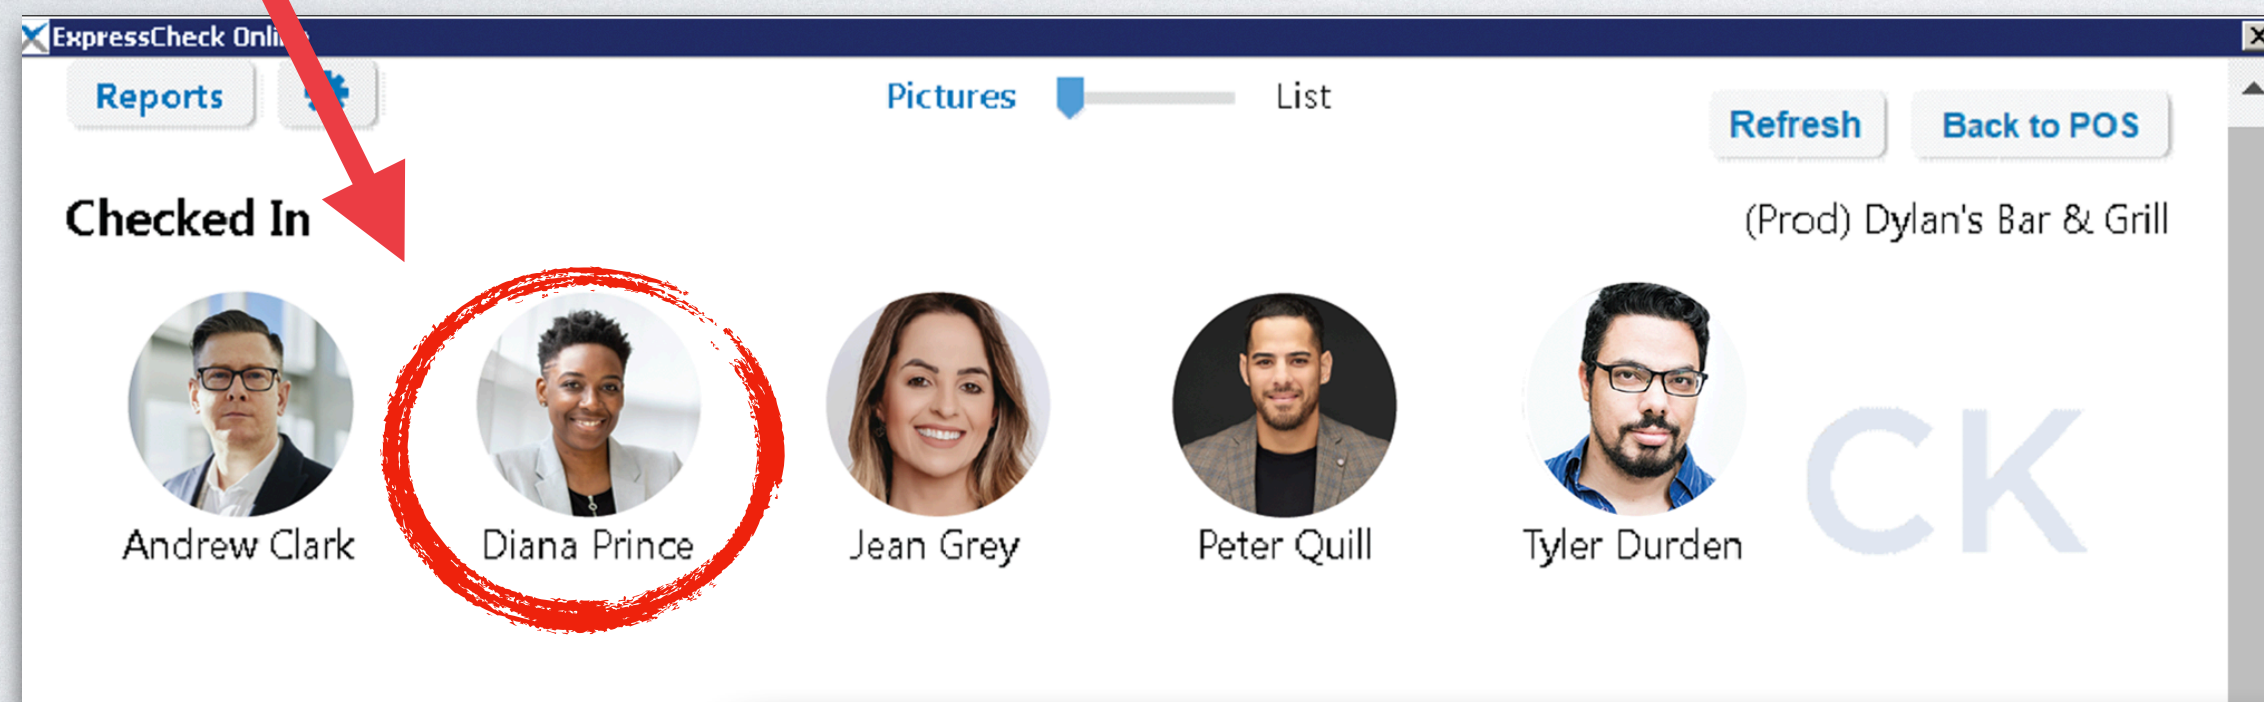 ExpressCheck Online
Reports
Pictures List
Refresh Back to POS
Checked In
(Prod) Dylan's Bar & Grill
Andrew Clark Diana Prince Jean Grey Peter Quill Tyler Durden
CK